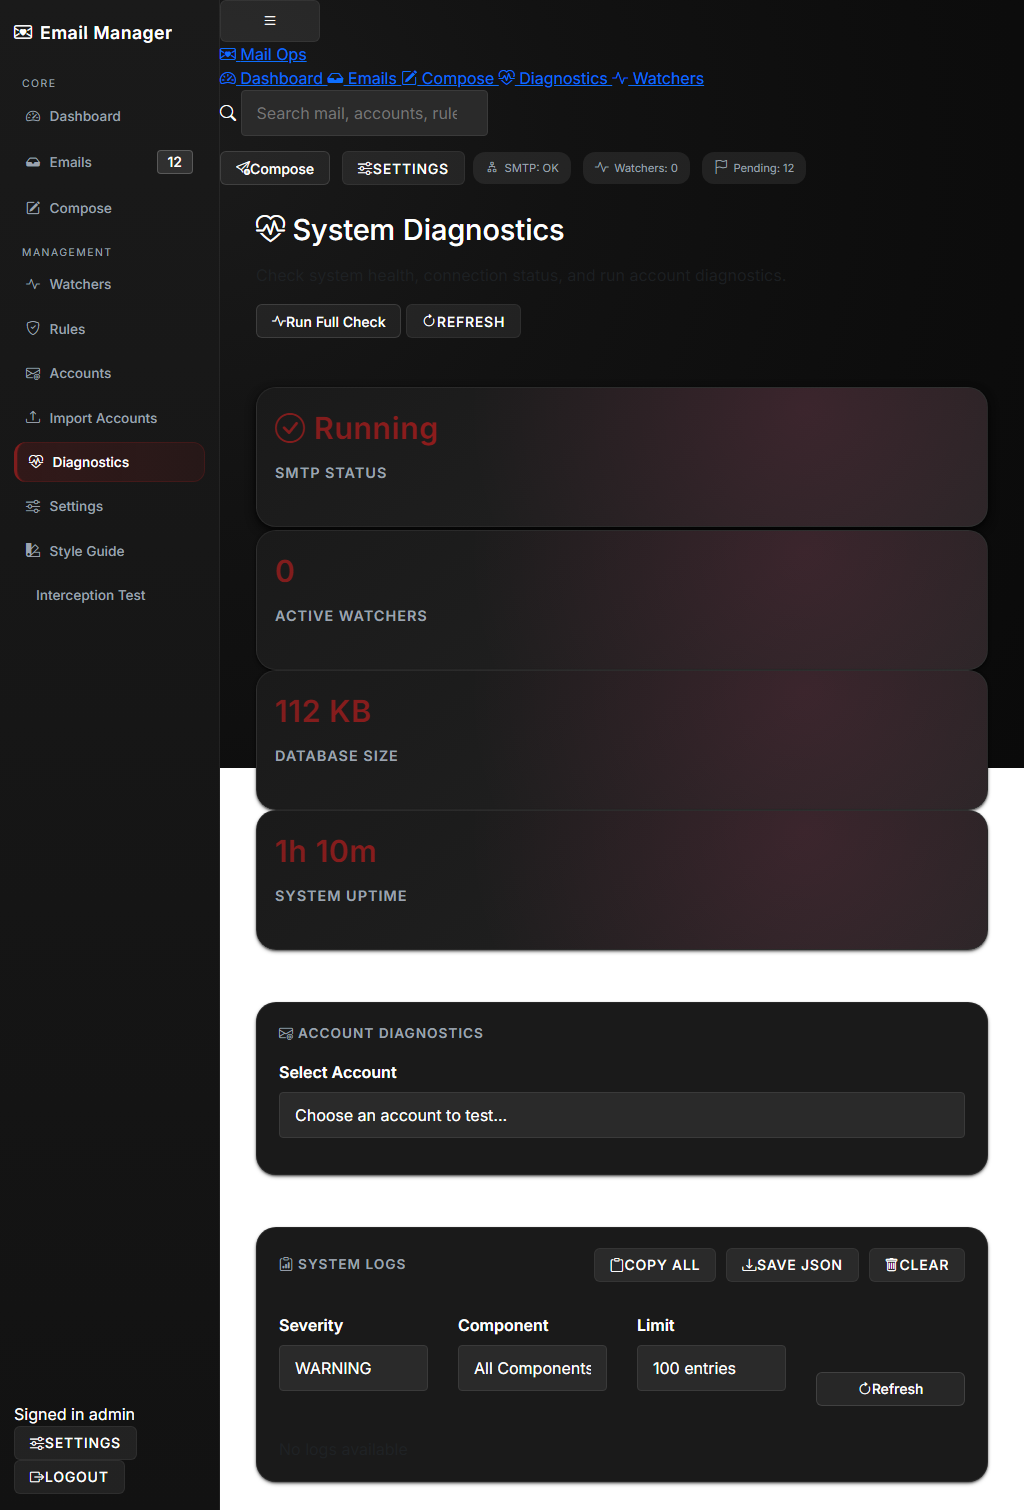 Email Manager
CORE
Dashboard
Emails 12
Compose
MANAGEMENT
Watchers
Rules
Accounts
Import Accounts
Diagnostics
Settings
Style Guide
Interception Test
Signed in admin
SETTINGS
LOGOUT
Mail Ops
Dashboard Emails Compose Diagnostics Watchers
Search mail, accounts, rule
Compose SETTINGS SMTP: OK Watchers: 0 Pending: 12
System Diagnostics
Check system health, connection status, and run account diagnostics.
Run Full Check REFRESH
Running
SMTP STATUS
0
ACTIVE WATCHERS
112 KB
DATABASE SIZE
1h 10m
SYSTEM UPTIME
ACCOUNT DIAGNOSTICS
Select Account
Choose an account to test...
SYSTEM LOGS COPY ALL SAVE JSON CLEAR
Severity Component Limit
WARNING All Components 100 entries
Refresh
No logs available